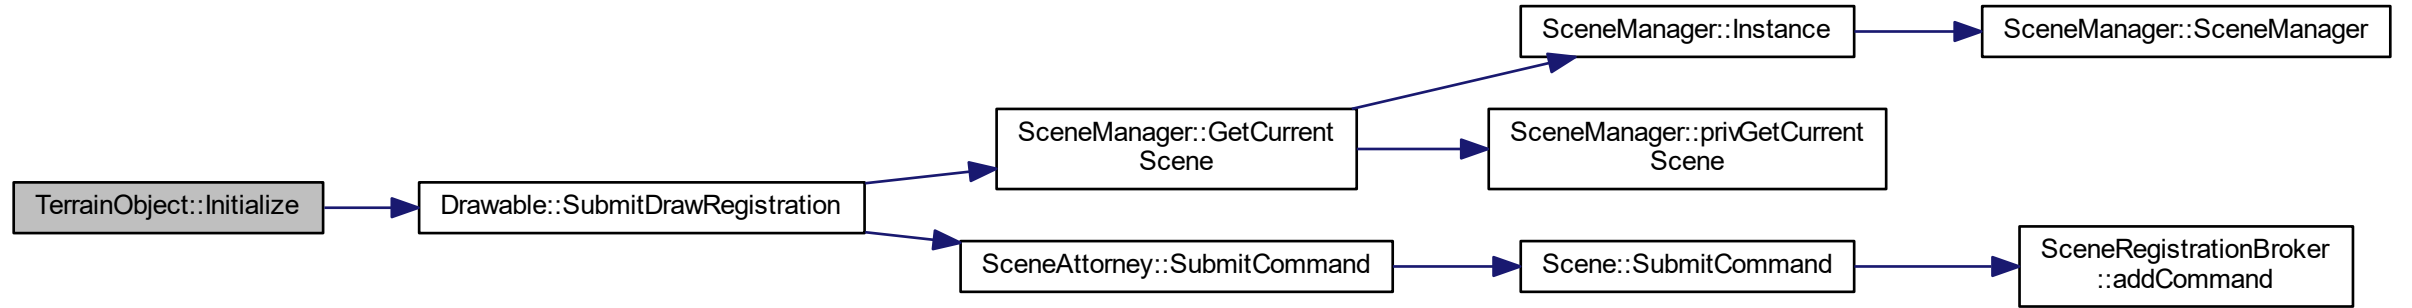 TerrainObject::Initialize
Drawable::SubmitDrawRegistration
SceneManager::GetCurrent
Scene
SceneManager::Instance
SceneManager::SceneManager
SceneManager::privGetCurrent
Scene
SceneAttorney::SubmitCommand
Scene::SubmitCommand
SceneRegistrationBroker
::addCommand